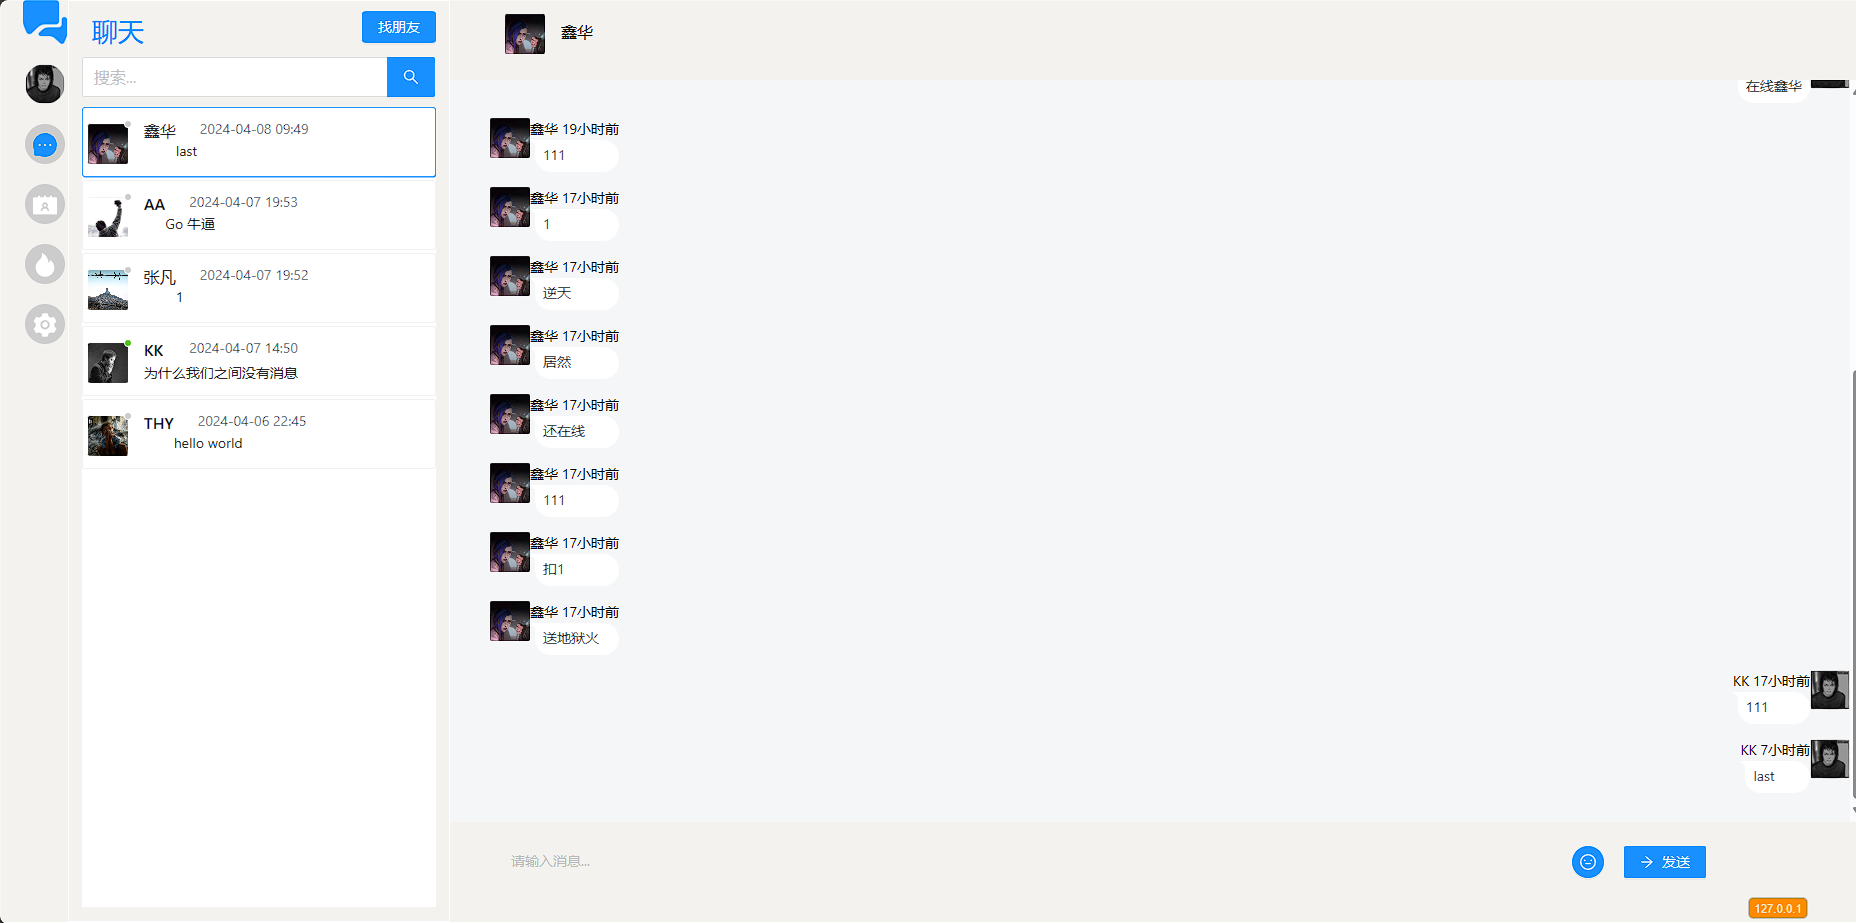 聊天
找朋友
搜索...
鑫华 2024-04-08 09:49
last
AA 2024-04-07 19:53
Go 牛逼
张凡 2024-04-07 19:52
1
KK 2024-04-07 14:50
为什么我们之间没有消息
THY 2024-04-06 22:45
hello world
鑫华
在线鑫华
鑫华 19小时前
111
鑫华 17小时前
1
鑫华 17小时前
逆天
鑫华 17小时前
居然
鑫华 17小时前
还在线
鑫华 17小时前
111
鑫华 17小时前
扣1
鑫华 17小时前
送地狱火
KK 17小时前
111
KK 7小时前
last
请输入消息...
发送
127.0.0.1